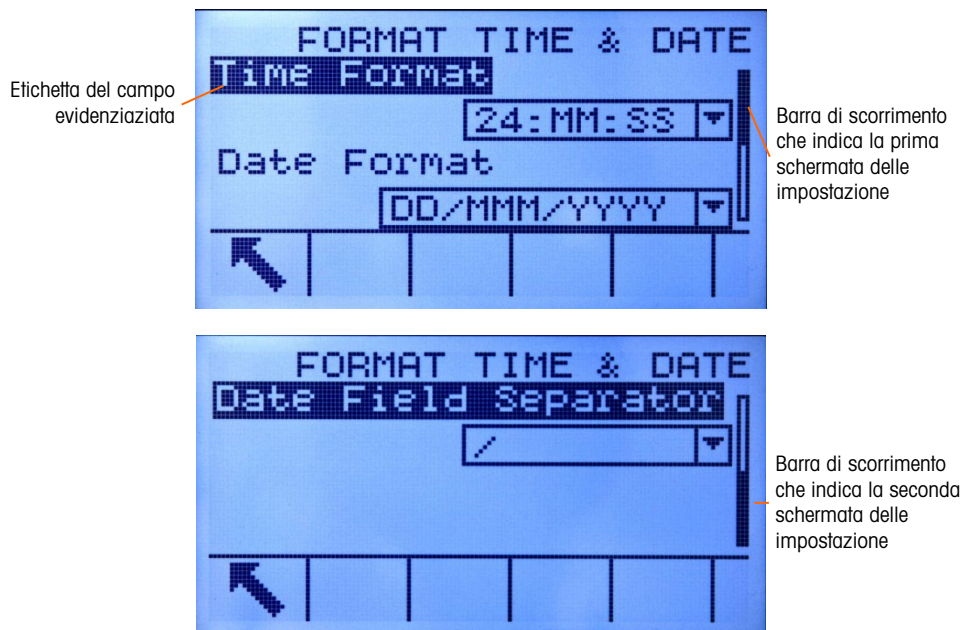 FORMAT TIME & DATE
Time Format
24:MM:SS
Date Format
DD/MMM/YYYY
Etichetta del campo
evidenziaziata
Barra di scorrimento
che indica la prima
schermata delle
impostazione
FORMAT TIME & DATE
Date Field Separator
/
Barra di scorrimento
che indica la seconda
schermata delle
impostazione